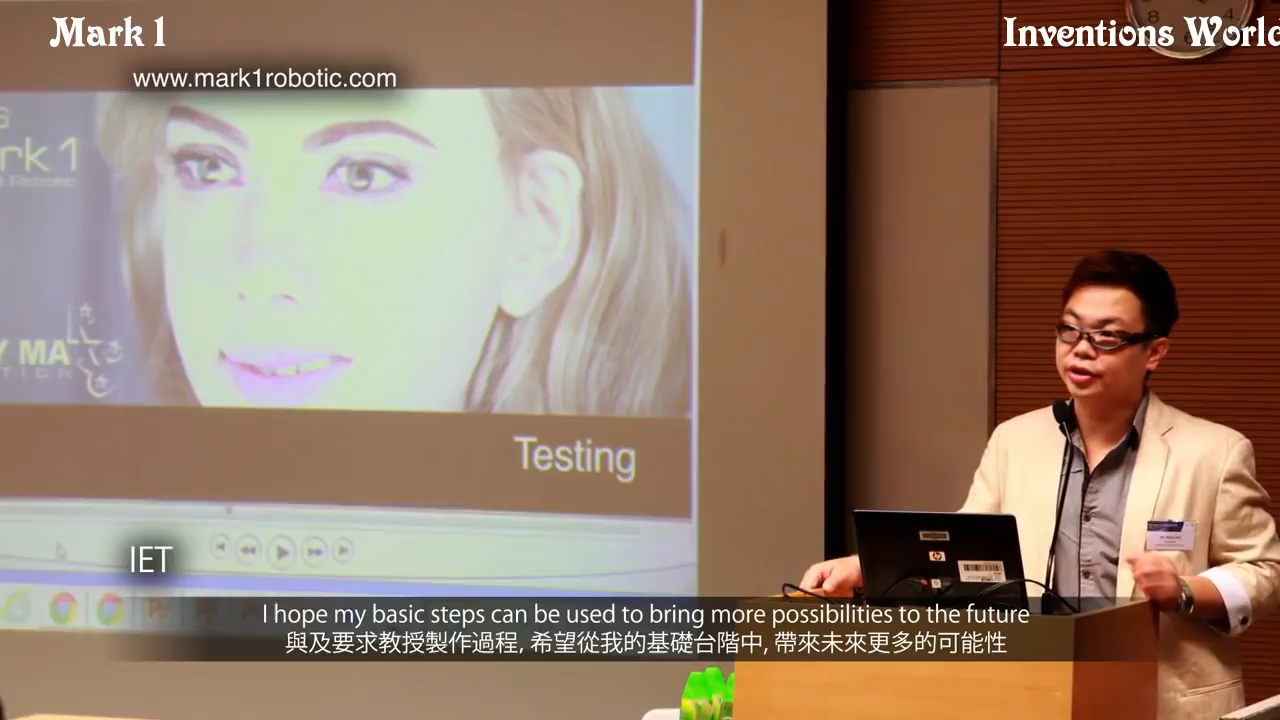 Mark 1
Inventions World
www.mark1robotic.com
rk 1
Y MA
Testing
IET
hp
I hope my basic steps can be used to bring more possibilities to the future
與及要求教授製作過程, 希望從我的基礎台階中, 帶來未來更多的可能性